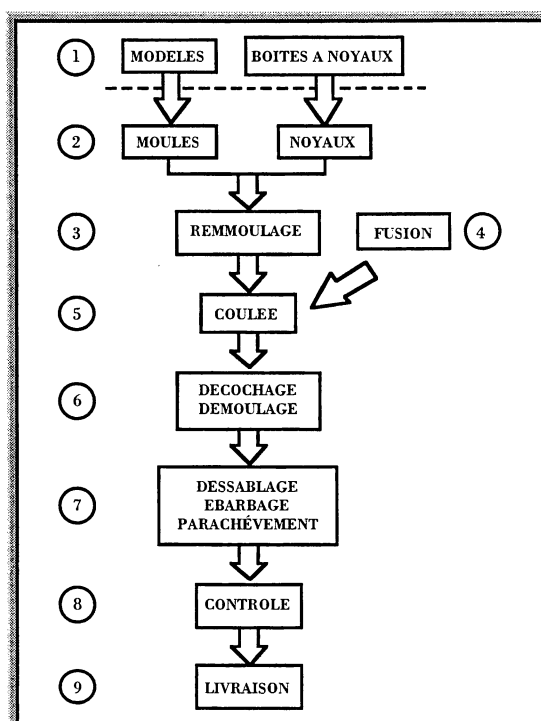 1 MODELES BOITES A NOYAUX
2 MOULES NOYAUX
3 REMMOULAGE FUSION 4
5 COULEE
6 DECOCHAGE
DEMOULAGE
7 DESSABLAGE
EBARBAGE
PARACHÉVEMENT
8 CONTROLE
9 LIVRAISON